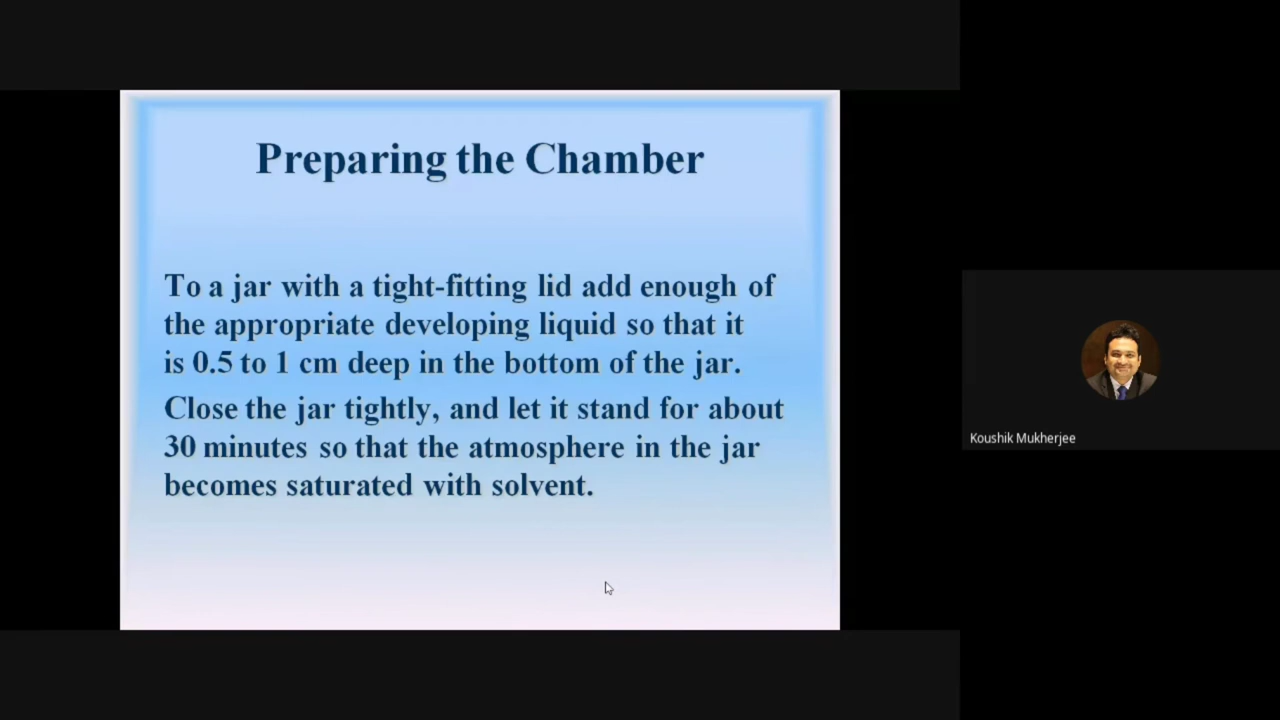 Preparing the Chamber
To a jar with a tight-fitting lid add enough of
the appropriate developing liquid so that it
is 0.5 to 1 cm deep in the bottom of the jar.
Close the jar tightly, and let it stand for about
30 minutes so that the atmosphere in the jar
becomes saturated with solvent.
Koushik Mukherjee